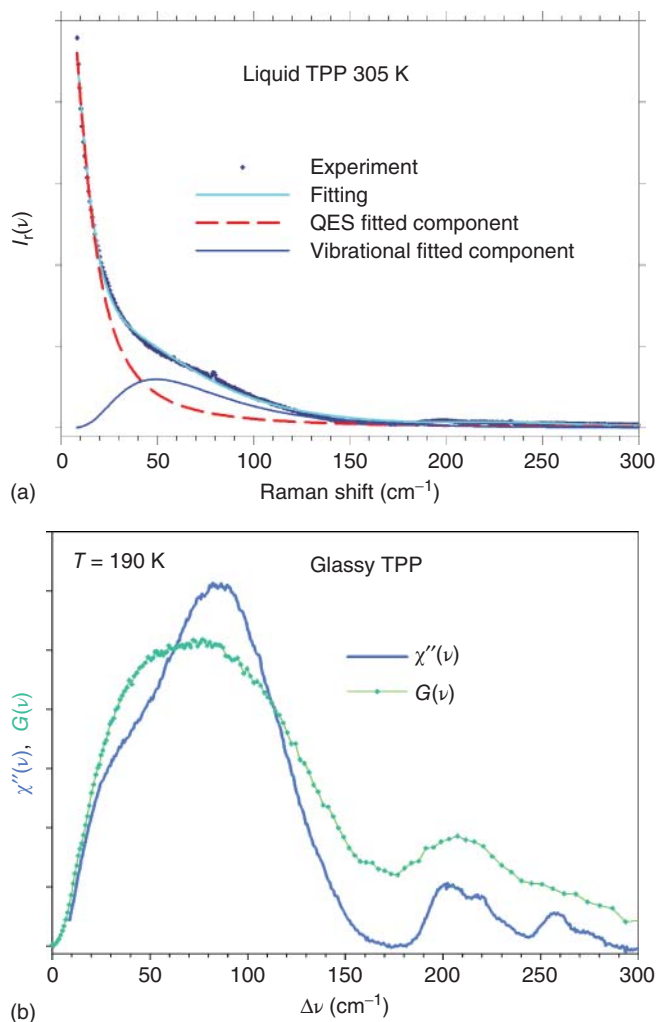 Liquid TPP 305 K
Experiment
Fitting
QES fitted component
Vibrational fitted component
I_r(ν)
0 50 100 150 200 250 300
(a)
Raman shift (cm⁻¹)
T = 190 K
Glassy TPP
χ′′(ν)
G(ν)
χ′′(ν), G(ν)
0 50 100 150 200 250 300
(b)
Δν (cm⁻¹)